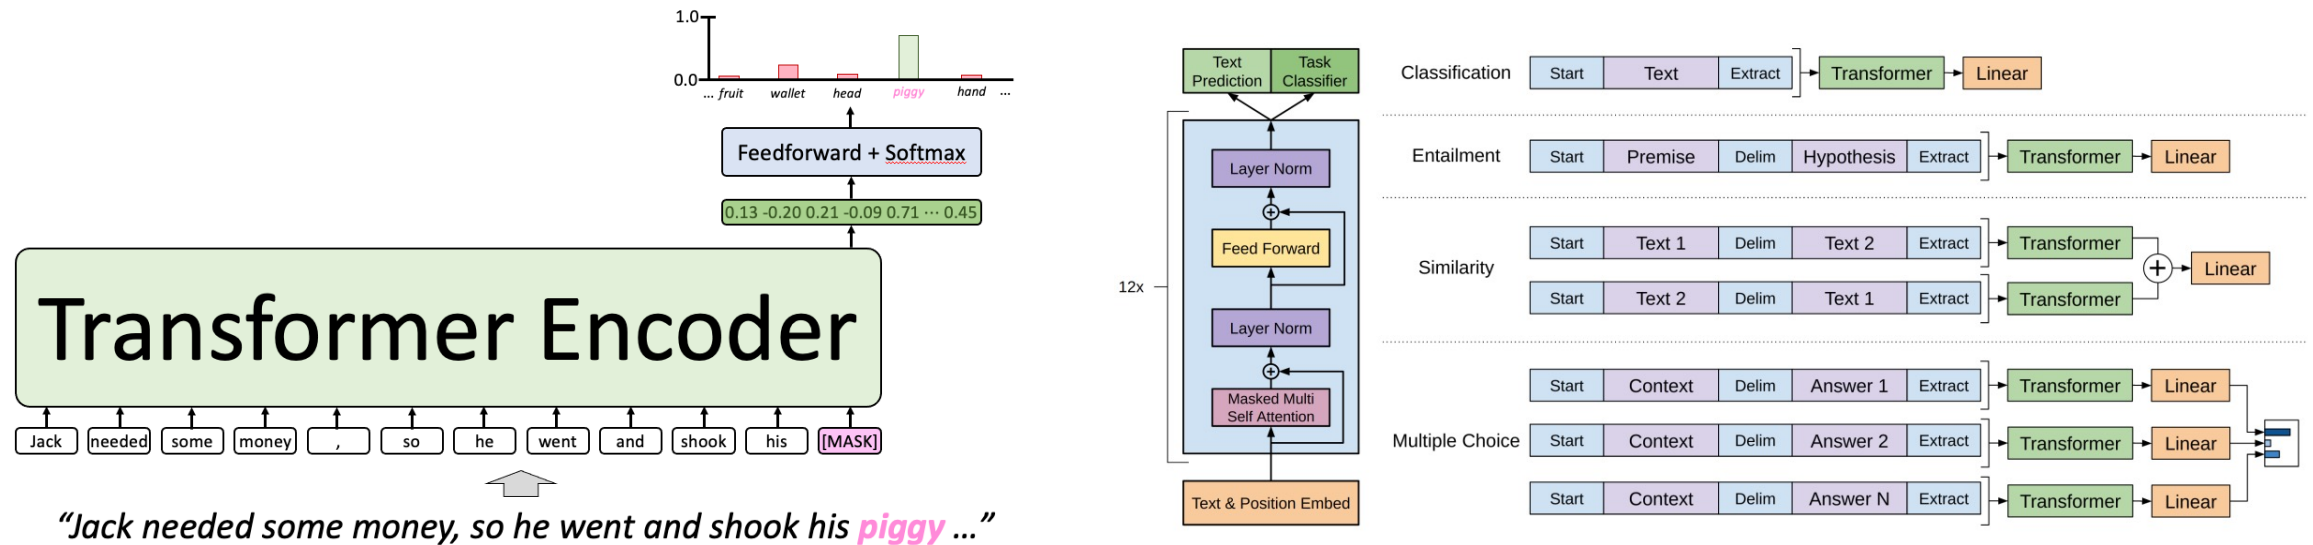 1.0
0.0
... fruit wallet head piggy hand ...
Feedforward + Softmax
0.13 -0.20 0.21 -0.09 0.71 ··· 0.45
Transformer Encoder
Jack needed some money , so he went and shook his [MASK]
“Jack needed some money, so he went and shook his piggy ...”
Text
Prediction
Task
Classifier
12x
Layer Norm
Feed Forward
Layer Norm
Masked Multi
Self Attention
Text & Position Embed
Classification Start Text Extract Transformer Linear
Entailment Start Premise Delim Hypothesis Extract Transformer Linear
Similarity
Start Text 1 Delim Text 2 Extract Transformer
Linear
Start Text 2 Delim Text 1 Extract Transformer
Start Context Delim Answer 1 Extract Transformer Linear
Multiple Choice Start Context Delim Answer 2 Extract Transformer Linear
Start Context Delim Answer N Extract Transformer Linear